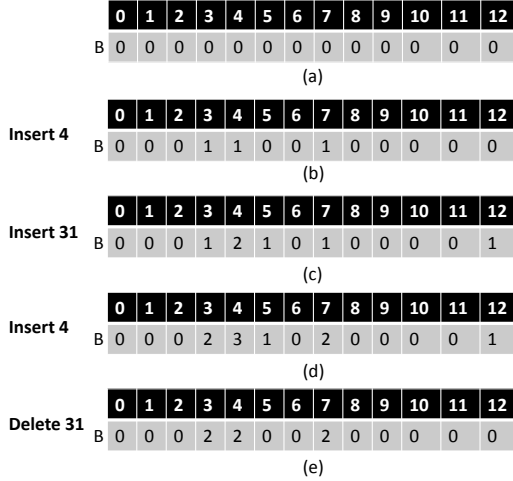 0 1 2 3 4 5 6 7 8 9 10 11 12
B 0 0 0 0 0 0 0 0 0 0 0 0 0
(a)
0 1 2 3 4 5 6 7 8 9 10 11 12
Insert 4
B 0 0 0 1 1 0 0 1 0 0 0 0 0
(b)
0 1 2 3 4 5 6 7 8 9 10 11 12
Insert 31
B 0 0 0 1 2 1 0 1 0 0 0 0 1
(c)
0 1 2 3 4 5 6 7 8 9 10 11 12
Insert 4
B 0 0 0 2 3 1 0 2 0 0 0 0 1
(d)
0 1 2 3 4 5 6 7 8 9 10 11 12
Delete 31
B 0 0 0 2 2 0 0 2 0 0 0 0 0
(e)